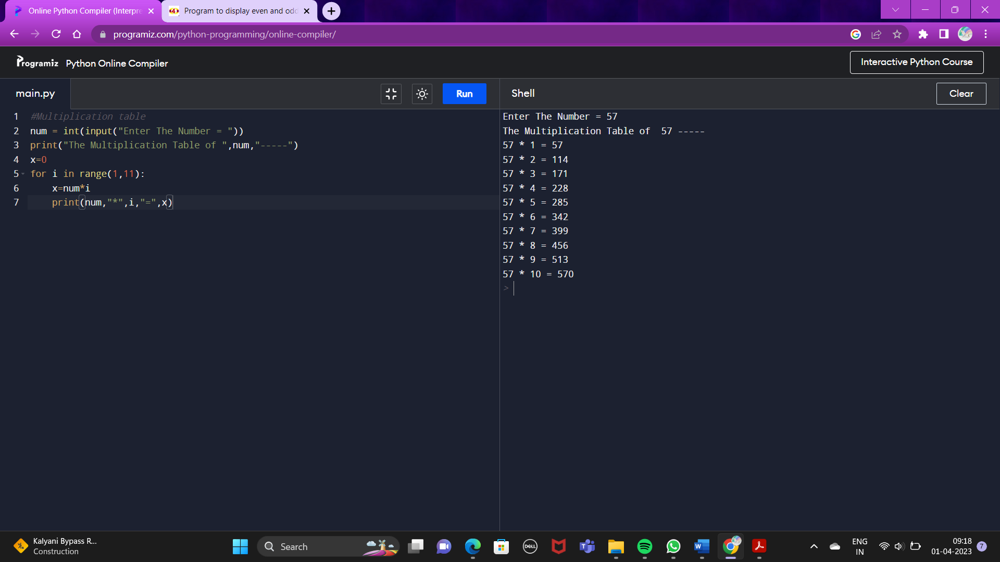 Online Python Compiler (Interpre
Program to display even and odd
programiz.com/python-programming/online-compiler/
Programiz Python Online Compiler
Interactive Python Course
main.py
Run
Shell
Clear
1 #Multiplication table
2 num = int(input("Enter The Number = "))
3 print("The Multiplication Table of ",num,"-----")
4 x=0
5 for i in range(1,11):
6     x=num*i
7     print(num,"*",i,"=",x)
Enter The Number = 57
The Multiplication Table of  57 -----
57 * 1 = 57
57 * 2 = 114
57 * 3 = 171
57 * 4 = 228
57 * 5 = 285
57 * 6 = 342
57 * 7 = 399
57 * 8 = 456
57 * 9 = 513
57 * 10 = 570
>
Kalyani Bypass R...
Construction
Search
DELL
ENG
IN
09:18
01-04-2023
7